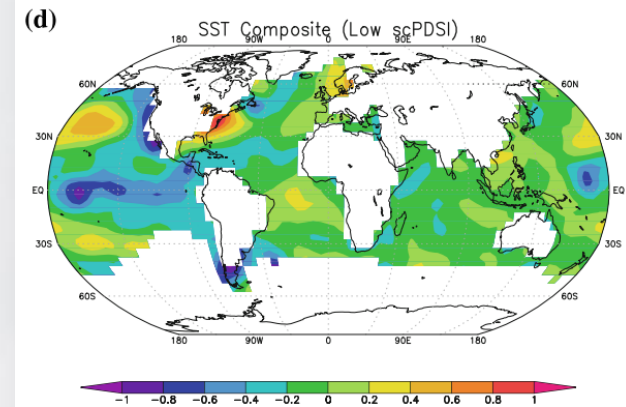 (d)
SST Composite (Low scPDSI)
180 90W 0 90E 180
60N 60N
30N 30N
EQ EQ
30S 30S
60S 60S
180 90W 0 90E 180
−1 −0.8 −0.6 −0.4 −0.2 0 0.2 0.4 0.6 0.8 1